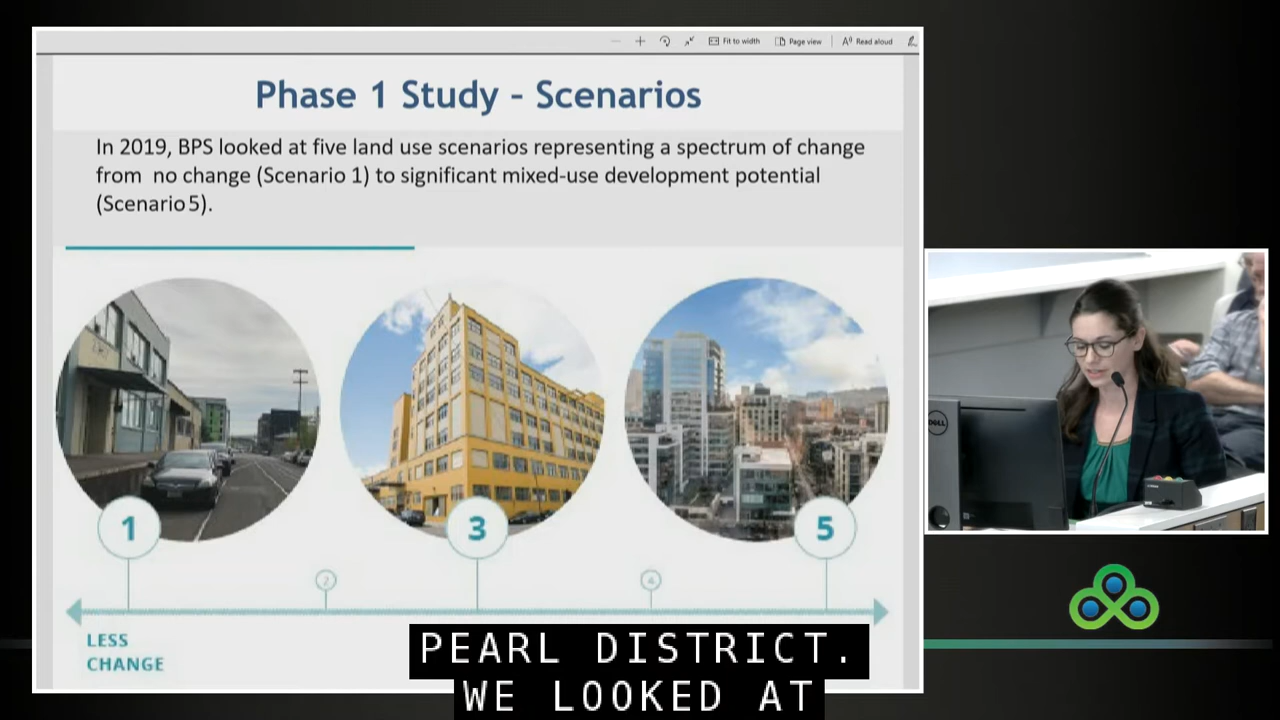 Fit to width
Page view
Read aloud
Phase 1 Study – Scenarios
In 2019, BPS looked at five land use scenarios representing a spectrum of change
from no change (Scenario 1) to significant mixed-use development potential
(Scenario 5).
1
2
3
4
5
LESS
CHANGE
PEARL DISTRICT.
WE LOOKED AT
DELL